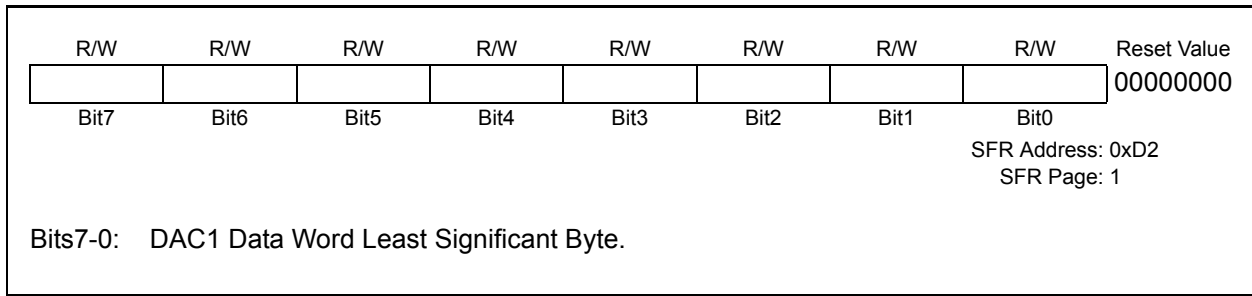 R/W R/W R/W R/W R/W R/W R/W R/W Reset Value
00000000
Bit7 Bit6 Bit5 Bit4 Bit3 Bit2 Bit1 Bit0
SFR Address: 0xD2
SFR Page: 1
Bits7-0: DAC1 Data Word Least Significant Byte.